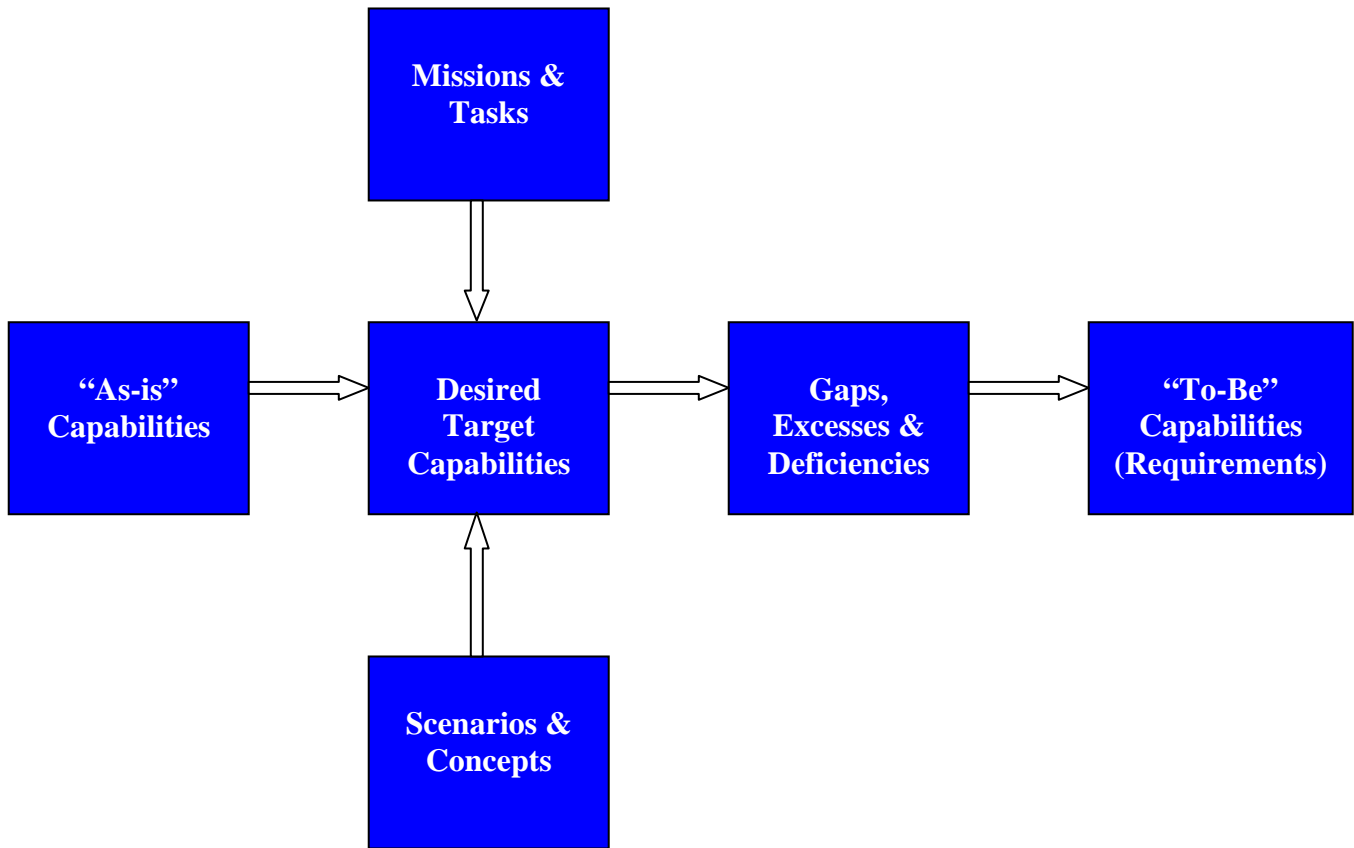 Missions &
Tasks
“As-is”
Capabilities
Desired
Target
Capabilities
Gaps,
Excesses &
Deficiencies
“To-Be”
Capabilities
(Requirements)
Scenarios &
Concepts